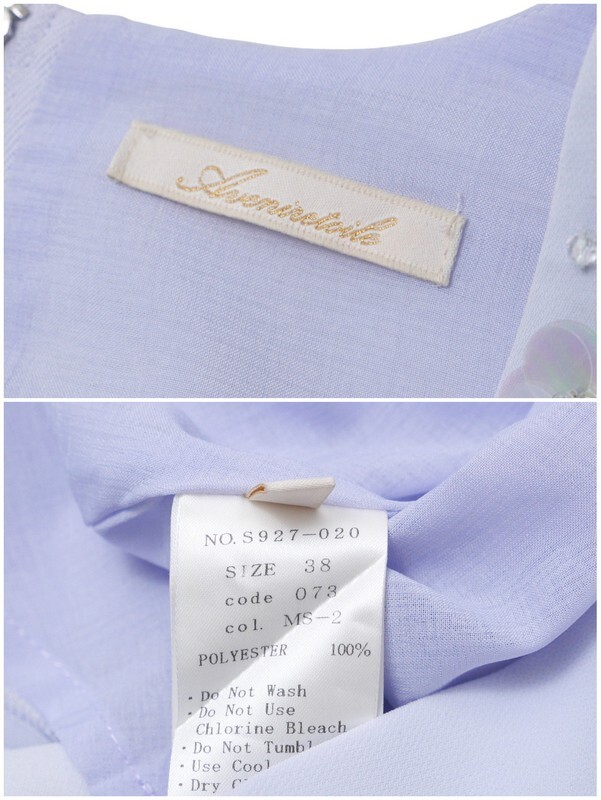 Aveniretoile
NO. S927-020
SIZE 38
code 073
col. MS-2
POLYESTER 100%
· Do Not Wash
· Do Not Use
Chlorine Bleach
· Do Not Tumbl
· Use Cool
· Dry